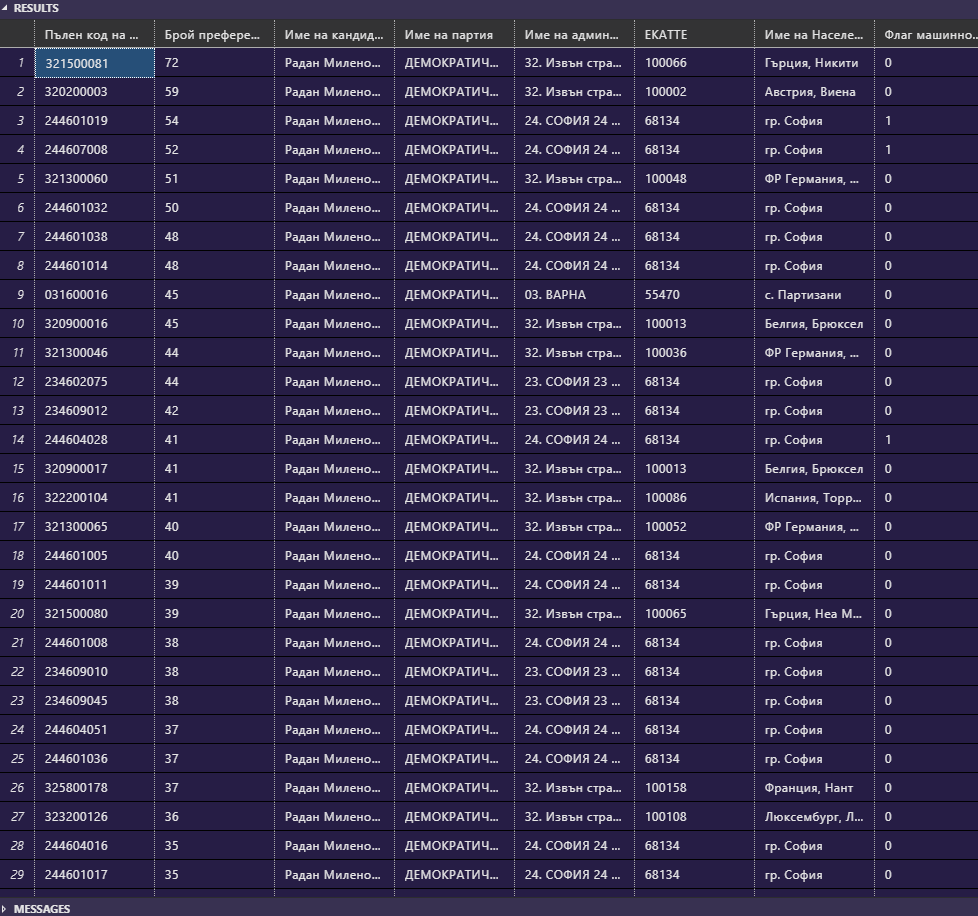 RESULTS
Пълен код на ... Брой префере... Име на кандид... Име на партия Име на админ... ЕКАТТЕ Име на Населе... Флаг машинно...
1 321500081 72 Радан Милено... ДЕМОКРАТИЧ... 32. Извън стра... 100066 Гърция, Никити 0
2 320200003 59 Радан Милено... ДЕМОКРАТИЧ... 32. Извън стра... 100002 Австрия, Виена 0
3 244601019 54 Радан Милено... ДЕМОКРАТИЧ... 24. СОФИЯ 24 ... 68134 гр. София 1
4 244607008 52 Радан Милено... ДЕМОКРАТИЧ... 24. СОФИЯ 24 ... 68134 гр. София 1
5 321300060 51 Радан Милено... ДЕМОКРАТИЧ... 32. Извън стра... 100048 ФР Германия, ... 0
6 244601032 50 Радан Милено... ДЕМОКРАТИЧ... 24. СОФИЯ 24 ... 68134 гр. София 0
7 244601038 48 Радан Милено... ДЕМОКРАТИЧ... 24. СОФИЯ 24 ... 68134 гр. София 0
8 244601014 48 Радан Милено... ДЕМОКРАТИЧ... 24. СОФИЯ 24 ... 68134 гр. София 0
9 031600016 45 Радан Милено... ДЕМОКРАТИЧ... 03. ВАРНА 55470 с. Партизани 0
10 320900016 45 Радан Милено... ДЕМОКРАТИЧ... 32. Извън стра... 100013 Белгия, Брюксел 0
11 321300046 44 Радан Милено... ДЕМОКРАТИЧ... 32. Извън стра... 100036 ФР Германия, ... 0
12 234602075 44 Радан Милено... ДЕМОКРАТИЧ... 23. СОФИЯ 23 ... 68134 гр. София 0
13 234609012 42 Радан Милено... ДЕМОКРАТИЧ... 23. СОФИЯ 23 ... 68134 гр. София 0
14 244604028 41 Радан Милено... ДЕМОКРАТИЧ... 24. СОФИЯ 24 ... 68134 гр. София 1
15 320900017 41 Радан Милено... ДЕМОКРАТИЧ... 32. Извън стра... 100013 Белгия, Брюксел 0
16 322200104 41 Радан Милено... ДЕМОКРАТИЧ... 32. Извън стра... 100086 Испания, Торр... 0
17 321300065 40 Радан Милено... ДЕМОКРАТИЧ... 32. Извън стра... 100052 ФР Германия, ... 0
18 244601005 40 Радан Милено... ДЕМОКРАТИЧ... 24. СОФИЯ 24 ... 68134 гр. София 0
19 244601011 39 Радан Милено... ДЕМОКРАТИЧ... 24. СОФИЯ 24 ... 68134 гр. София 0
20 321500080 39 Радан Милено... ДЕМОКРАТИЧ... 32. Извън стра... 100065 Гърция, Неа М... 0
21 244601008 38 Радан Милено... ДЕМОКРАТИЧ... 24. СОФИЯ 24 ... 68134 гр. София 0
22 234609010 38 Радан Милено... ДЕМОКРАТИЧ... 23. СОФИЯ 23 ... 68134 гр. София 0
23 234609045 38 Радан Милено... ДЕМОКРАТИЧ... 23. СОФИЯ 23 ... 68134 гр. София 0
24 244604051 37 Радан Милено... ДЕМОКРАТИЧ... 24. СОФИЯ 24 ... 68134 гр. София 0
25 244601036 37 Радан Милено... ДЕМОКРАТИЧ... 24. СОФИЯ 24 ... 68134 гр. София 0
26 325800178 37 Радан Милено... ДЕМОКРАТИЧ... 32. Извън стра... 100158 Франция, Нант 0
27 323200126 36 Радан Милено... ДЕМОКРАТИЧ... 32. Извън стра... 100108 Люксембург, Л... 0
28 244604016 35 Радан Милено... ДЕМОКРАТИЧ... 24. СОФИЯ 24 ... 68134 гр. София 0
29 244601017 35 Радан Милено... ДЕМОКРАТИЧ... 24. СОФИЯ 24 ... 68134 гр. София 0
MESSAGES